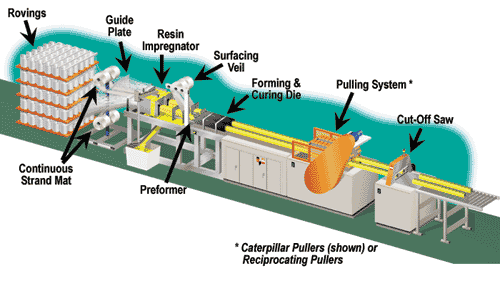 Rovings
Guide
Plate
Resin
Impregnator
Surfacing
Veil
Forming &
Curing Die
Pulling System *
Cut-Off Saw
Continuous
Strand Mat
Preformer
* Caterpillar Pullers (shown) or
Reciprocating Pullers